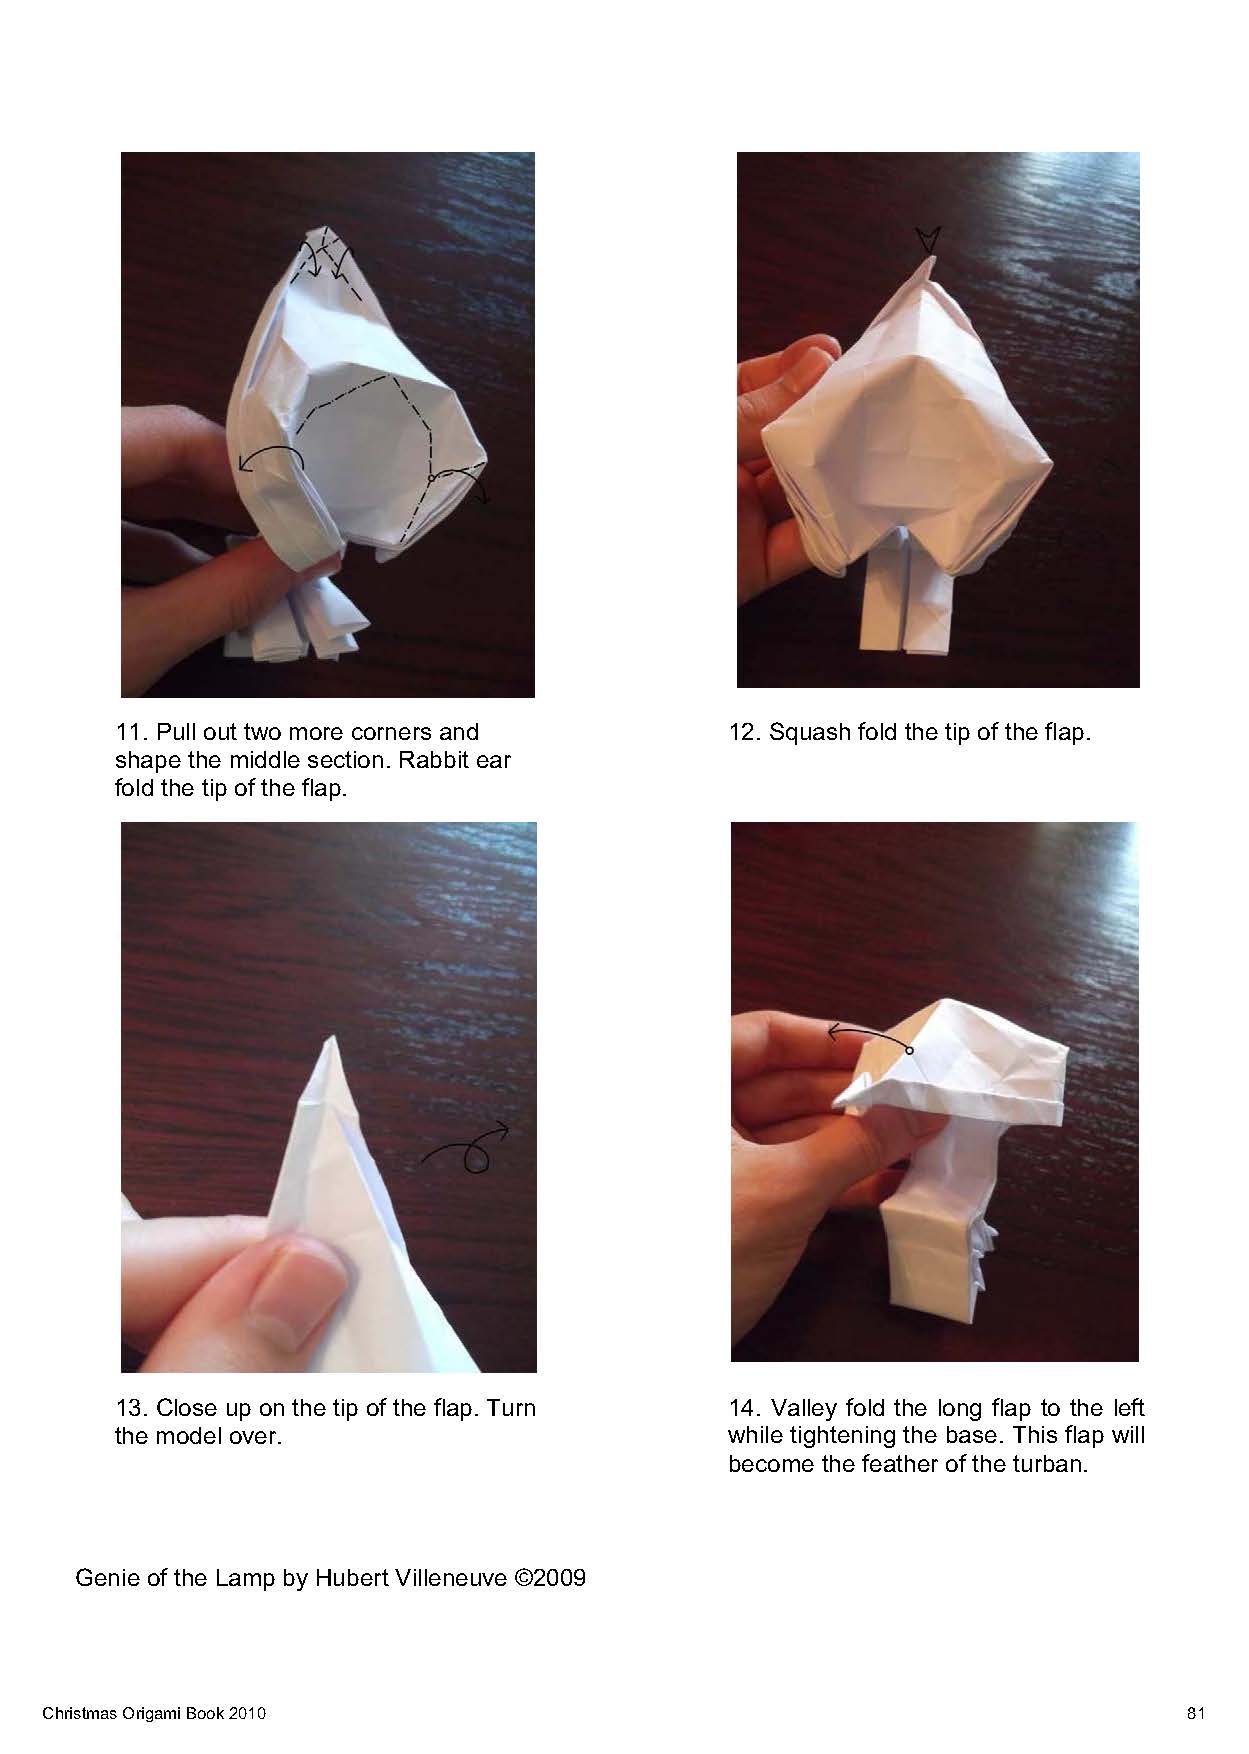 11. Pull out two more corners and
shape the middle section. Rabbit ear
fold the tip of the flap.
12. Squash fold the tip of the flap.
13. Close up on the tip of the flap. Turn
the model over.
14. Valley fold the long flap to the left
while tightening the base. This flap will
become the feather of the turban.
Genie of the Lamp by Hubert Villeneuve ©2009
Christmas Origami Book 2010
81